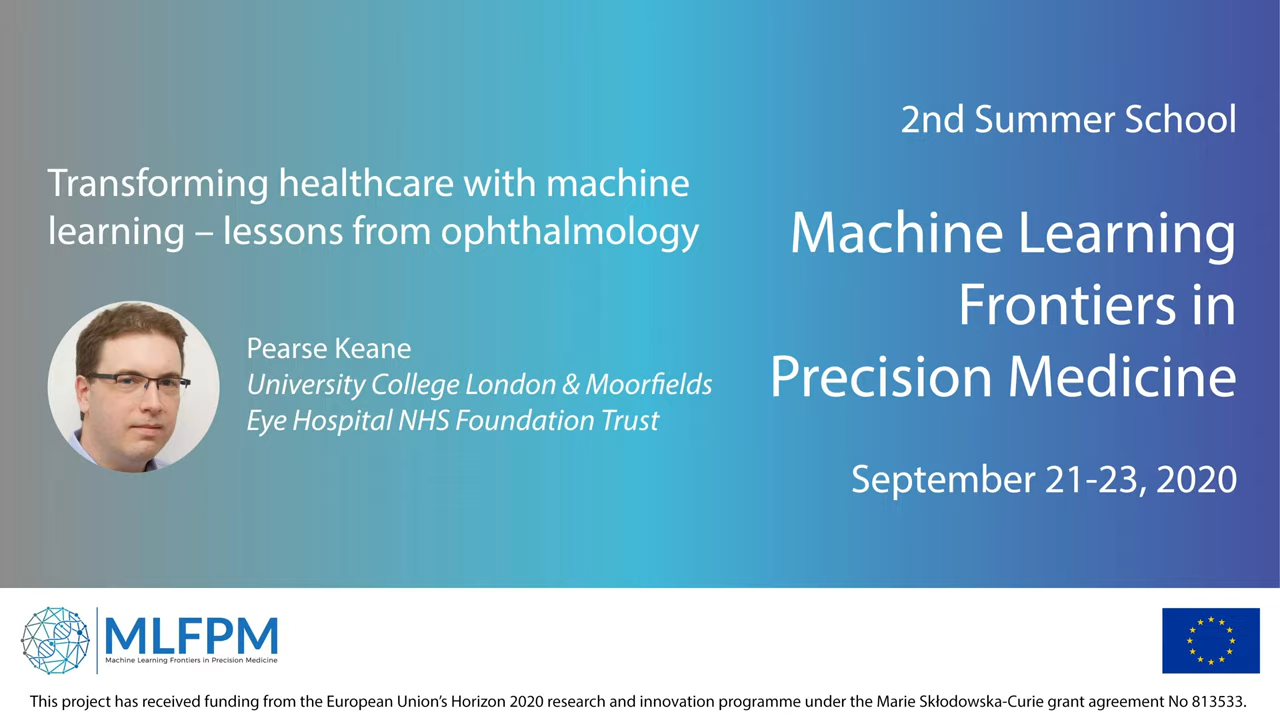 Transforming healthcare with machine
learning – lessons from ophthalmology
Pearse Keane
University College London & Moorfields
Eye Hospital NHS Foundation Trust
2nd Summer School
Machine Learning
Frontiers in
Precision Medicine
September 21-23, 2020
MLFPM
Machine Learning Frontiers in Precision Medicine
This project has received funding from the European Union's Horizon 2020 research and innovation programme under the Marie Skłodowska-Curie grant agreement No 813533.